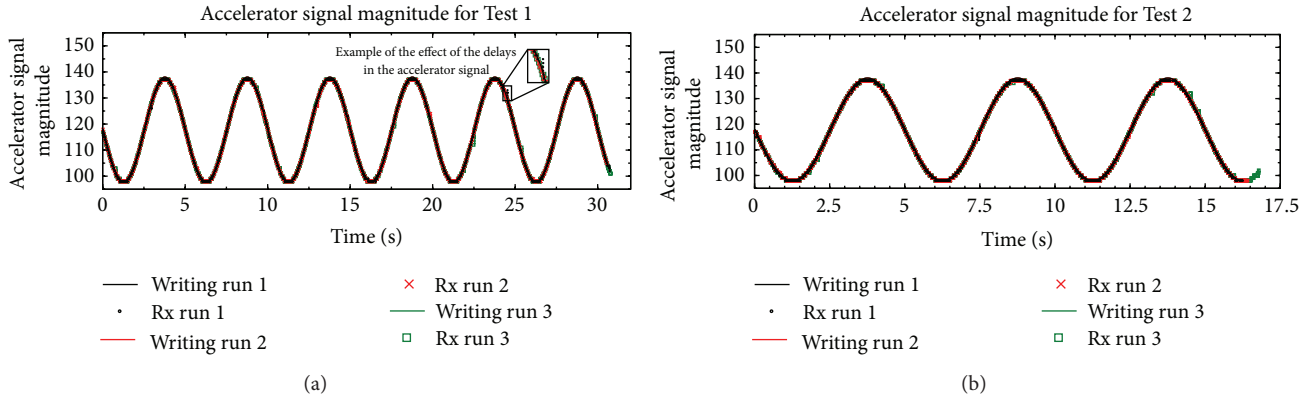 Accelerator signal magnitude for Test 1
Accelerator signal
magnitude
150
140
130
120
110
100
Example of the effect of the delays
in the accelerator signal
0
5
10
15
20
25
30
Time (s)
Writing run 1
Rx run 1
Writing run 2
Rx run 2
Writing run 3
Rx run 3
(a)
Accelerator signal magnitude for Test 2
Accelerator signal
magnitude
150
140
130
120
110
100
0
2.5
5
7.5
10
12.5
15
17.5
Time (s)
Writing run 1
Rx run 1
Writing run 2
Rx run 2
Writing run 3
Rx run 3
(b)